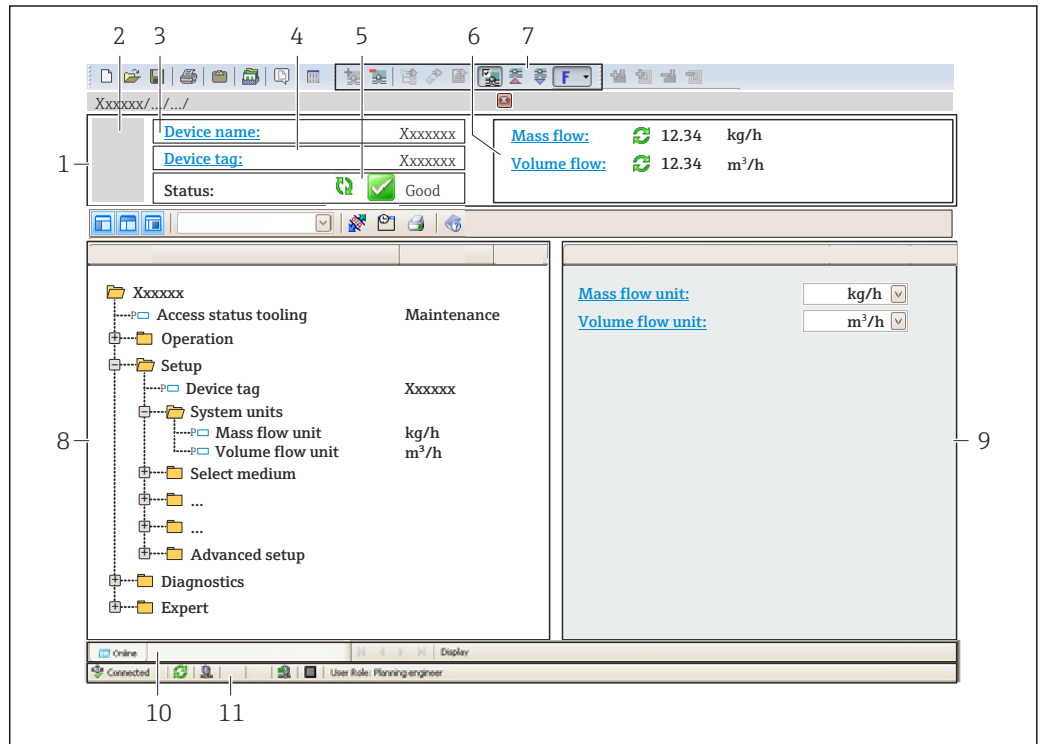 2 3 4 5 6 7
F
Xxxxxx/.../.../
1
Device name: Xxxxxxx
Device tag: Xxxxxxx
Status: Good
Mass flow: 12.34 kg/h
Volume flow: 12.34 m³/h
Xxxxxx
P Access status tooling Maintenance
Operation
Setup
P Device tag Xxxxxx
System units
P Mass flow unit kg/h
P Volume flow unit m³/h
Select medium
...
...
Advanced setup
Diagnostics
Expert
8
Mass flow unit: kg/h
Volume flow unit: m³/h
9
Online Display
Connected User Role: Planning engineer
10 11